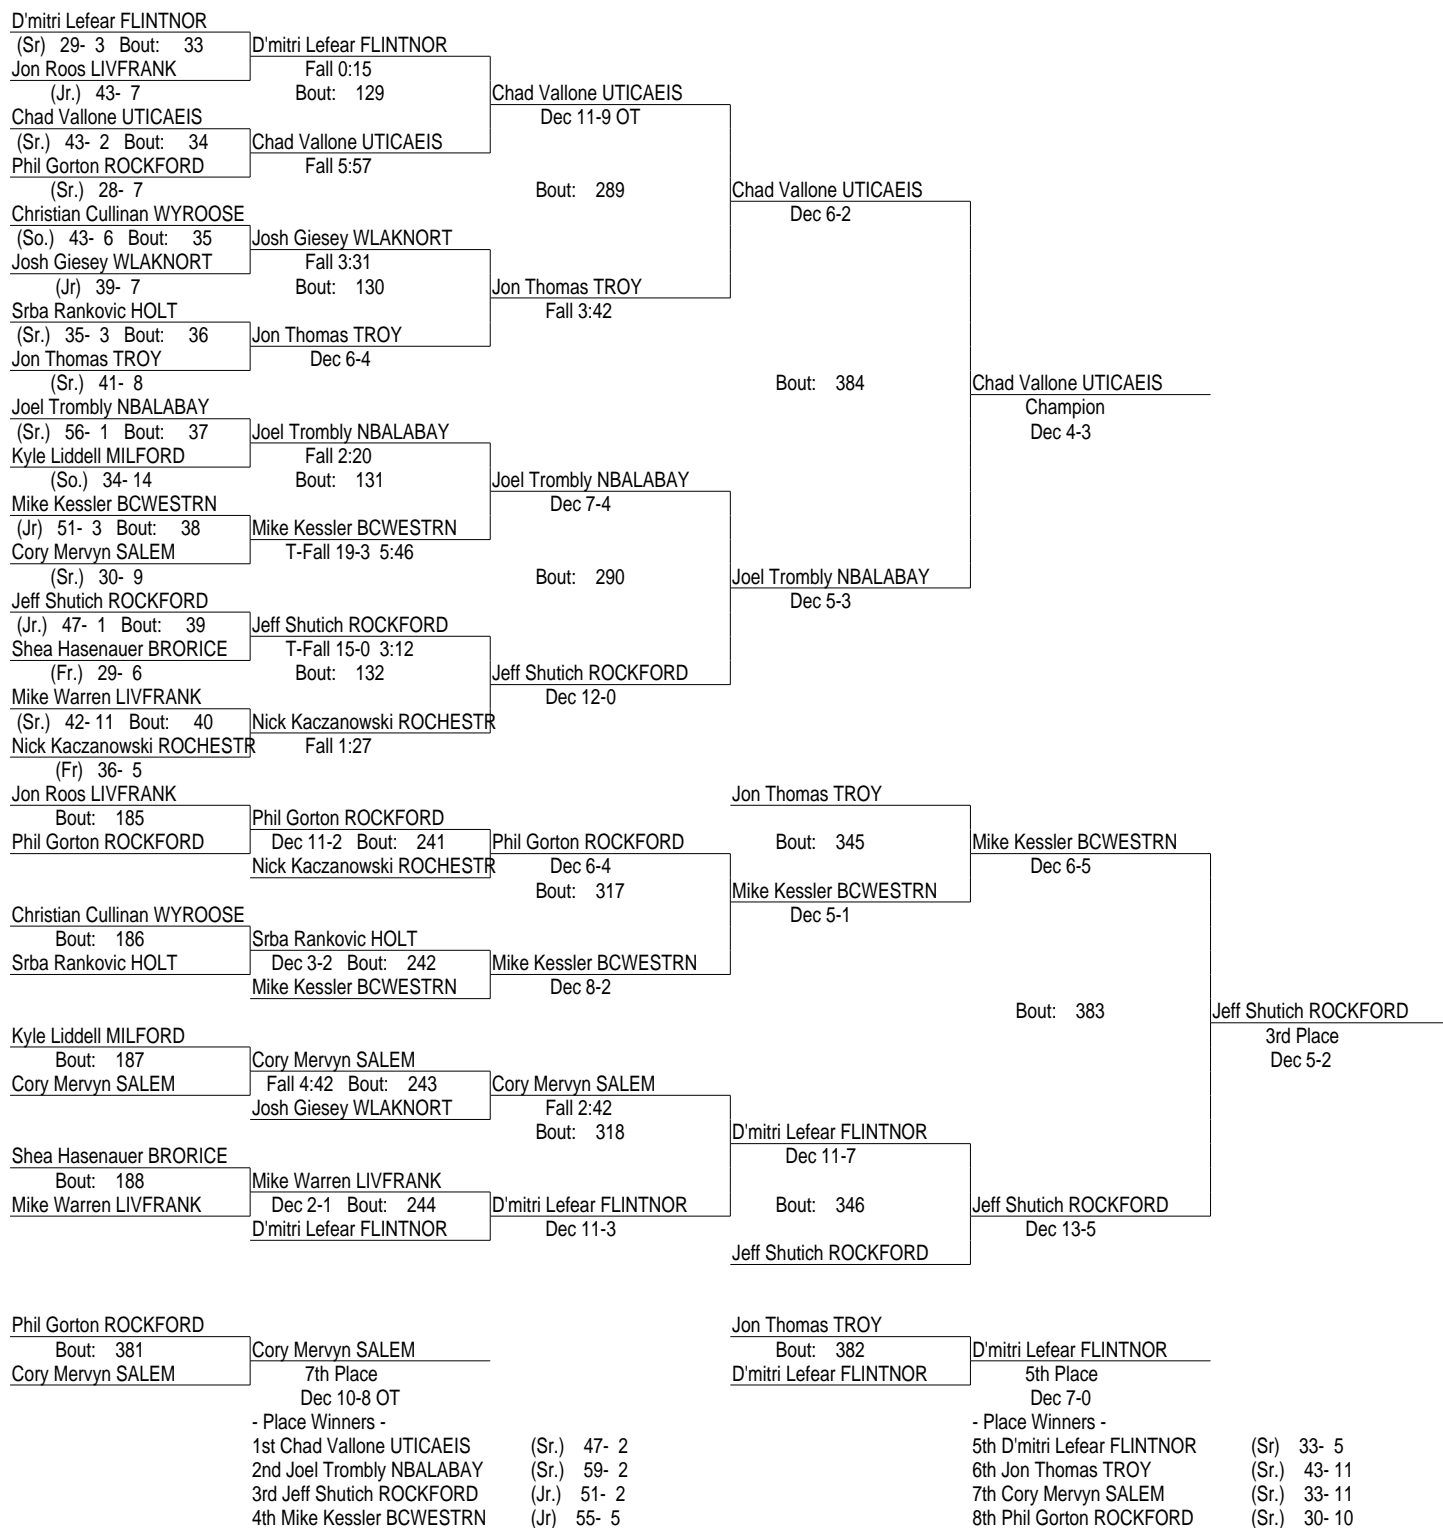 D'mitri Lefear FLINTNOR
(Sr) 29- 3 Bout: 33 D'mitri Lefear FLINTNOR
Jon Roos LIVFRANK Fall 0:15
(Jr.) 43- 7 Bout: 129 Chad Vallone UTICAEIS
Chad Vallone UTICAEIS Dec 11-9 OT
(Sr.) 43- 2 Bout: 34 Chad Vallone UTICAEIS
Phil Gorton ROCKFORD Fall 5:57
(Sr.) 28- 7 Bout: 289 Chad Vallone UTICAEIS
Christian Cullinan WYROOSE Dec 6-2
(So.) 43- 6 Bout: 35 Josh Giesey WLAKNORT
Josh Giesey WLAKNORT Fall 3:31
(Jr) 39- 7 Bout: 130 Jon Thomas TROY
Srba Rankovic HOLT Fall 3:42
(Sr.) 35- 3 Bout: 36 Jon Thomas TROY
Jon Thomas TROY Dec 6-4
(Sr.) 41- 8 Bout: 384 Chad Vallone UTICAEIS
Joel Trombly NBALABAY Champion
(Sr.) 56- 1 Bout: 37 Joel Trombly NBALABAY Dec 4-3
Kyle Liddell MILFORD Fall 2:20
(So.) 34- 14 Bout: 131 Joel Trombly NBALABAY
Mike Kessler BCWESTRN Dec 7-4
(Jr) 51- 3 Bout: 38 Mike Kessler BCWESTRN
Cory Mervyn SALEM T-Fall 19-3 5:46
(Sr.) 30- 9 Bout: 290 Joel Trombly NBALABAY
Jeff Shutich ROCKFORD Dec 5-3
(Jr.) 47- 1 Bout: 39 Jeff Shutich ROCKFORD
Shea Hasenauer BRORICE T-Fall 15-0 3:12
(Fr.) 29- 6 Bout: 132 Jeff Shutich ROCKFORD
Mike Warren LIVFRANK Dec 12-0
(Sr.) 42- 11 Bout: 40 Nick Kaczanowski ROCHESTR
Nick Kaczanowski ROCHESTR Fall 1:27
(Fr) 36- 5
Jon Roos LIVFRANK Jon Thomas TROY
Bout: 185 Phil Gorton ROCKFORD
Phil Gorton ROCKFORD Dec 11-2 Bout: 241 Phil Gorton ROCKFORD Bout: 345 Mike Kessler BCWESTRN
Nick Kaczanowski ROCHESTR Dec 6-4 Dec 6-5
Bout: 317 Mike Kessler BCWESTRN
Christian Cullinan WYROOSE Dec 5-1
Bout: 186 Srba Rankovic HOLT
Srba Rankovic HOLT Dec 3-2 Bout: 242 Mike Kessler BCWESTRN
Mike Kessler BCWESTRN Dec 8-2
Bout: 383 Jeff Shutich ROCKFORD
Kyle Liddell MILFORD 3rd Place
Bout: 187 Cory Mervyn SALEM Dec 5-2
Cory Mervyn SALEM Fall 4:42 Bout: 243 Cory Mervyn SALEM
Josh Giesey WLAKNORT Fall 2:42
Bout: 318 D'mitri Lefear FLINTNOR
Shea Hasenauer BRORICE Dec 11-7
Bout: 188 Mike Warren LIVFRANK
Mike Warren LIVFRANK Dec 2-1 Bout: 244 D'mitri Lefear FLINTNOR Bout: 346 Jeff Shutich ROCKFORD
D'mitri Lefear FLINTNOR Dec 11-3 Dec 13-5
Jeff Shutich ROCKFORD
Phil Gorton ROCKFORD Jon Thomas TROY
Bout: 381 Cory Mervyn SALEM Bout: 382 D'mitri Lefear FLINTNOR
Cory Mervyn SALEM 7th Place D'mitri Lefear FLINTNOR 5th Place
Dec 10-8 OT Dec 7-0
- Place Winners - - Place Winners -
1st Chad Vallone UTICAEIS (Sr.) 47- 2 5th D'mitri Lefear FLINTNOR (Sr) 33- 5
2nd Joel Trombly NBALABAY (Sr.) 59- 2 6th Jon Thomas TROY (Sr.) 43- 11
3rd Jeff Shutich ROCKFORD (Jr.) 51- 2 7th Cory Mervyn SALEM (Sr.) 33- 11
4th Mike Kessler BCWESTRN (Jr) 55- 5 8th Phil Gorton ROCKFORD (Sr.) 30- 10